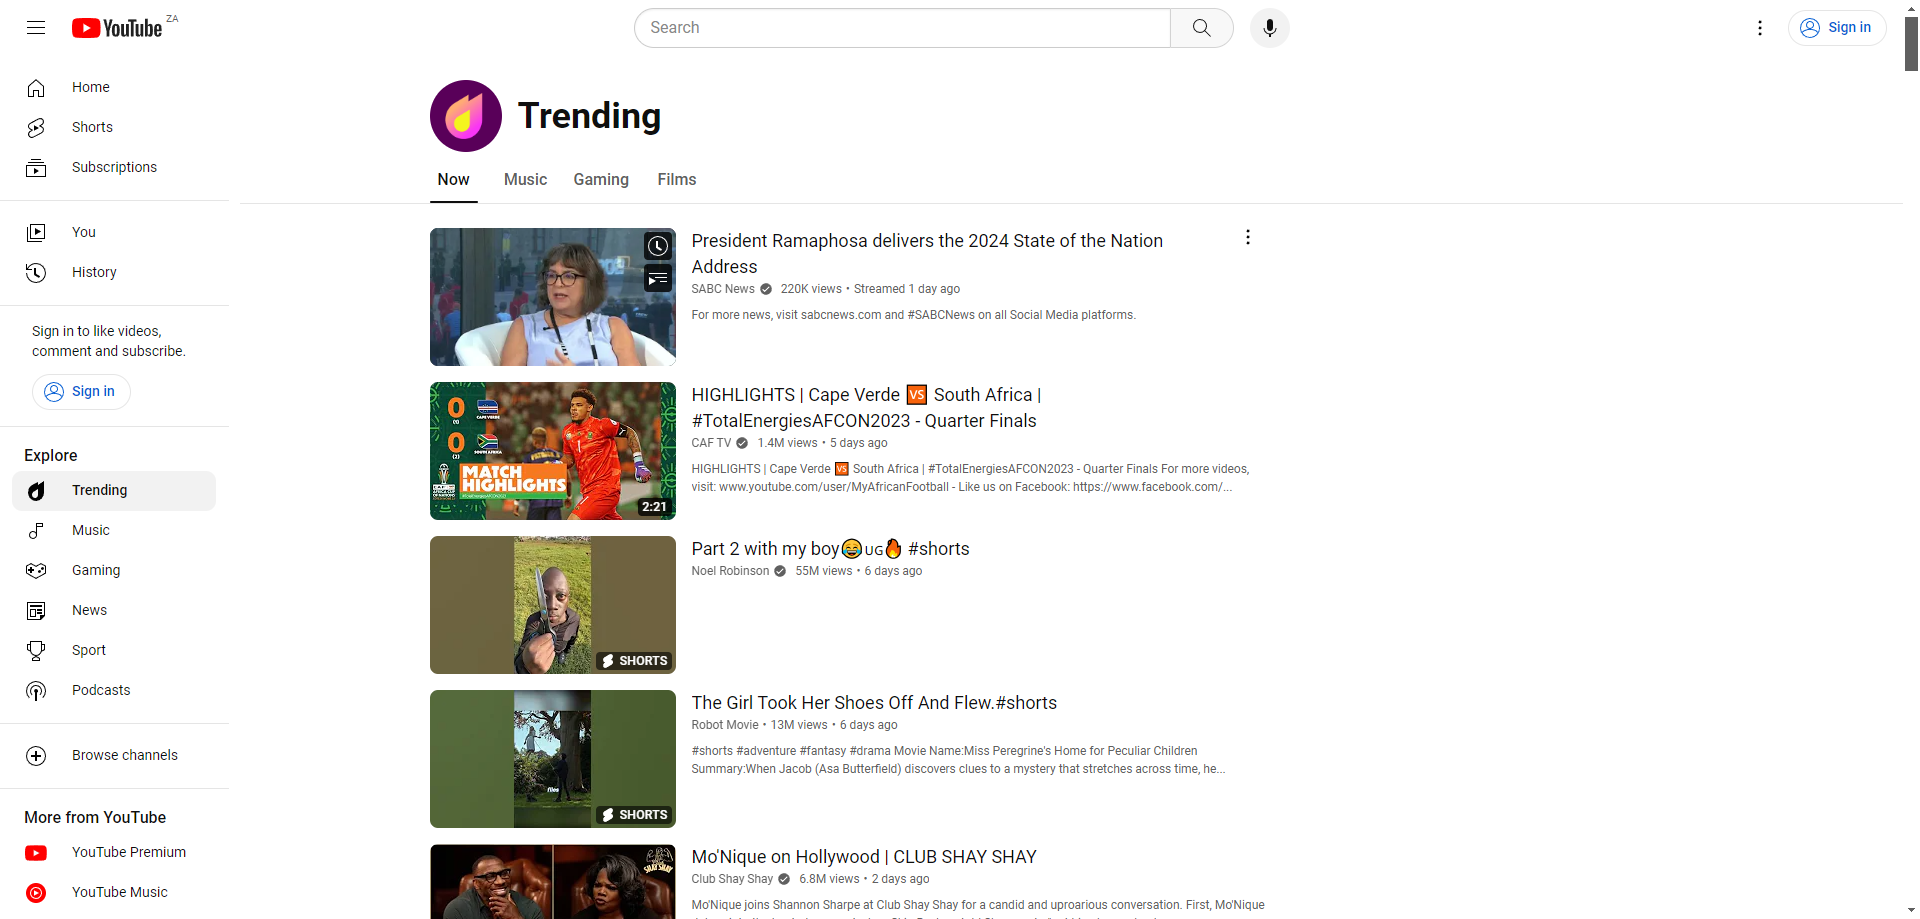 YouTube ZA
Search
Sign in
Home
Shorts
Subscriptions
You
History
Sign in to like videos,
comment and subscribe.
Sign in
Explore
Trending
Music
Gaming
News
Sport
Podcasts
Browse channels
More from YouTube
YouTube Premium
YouTube Music
Trending
Now Music Gaming Films
President Ramaphosa delivers the 2024 State of the Nation
Address
SABC News 220K views • Streamed 1 day ago
For more news, visit sabcnews.com and #SABCNews on all Social Media platforms.
0
CAPE VERDE
(1)
0
SOUTH AFRICA
(2)
MATCH
HIGHLIGHTS
2:21
HIGHLIGHTS | Cape Verde 🆚 South Africa |
#TotalEnergiesAFCON2023 - Quarter Finals
CAF TV 1.4M views • 5 days ago
HIGHLIGHTS | Cape Verde 🆚 South Africa | #TotalEnergiesAFCON2023 - Quarter Finals For more videos,
visit: www.youtube.com/user/MyAfricanFootball - Like us on Facebook: https://www.facebook.com/...
SHORTS
Part 2 with my boy😂🇺🇬🔥 #shorts
Noel Robinson 55M views • 6 days ago
flies
SHORTS
The Girl Took Her Shoes Off And Flew.#shorts
Robot Movie • 13M views • 6 days ago
#shorts #adventure #fantasy #drama Movie Name:Miss Peregrine's Home for Peculiar Children
Summary:When Jacob (Asa Butterfield) discovers clues to a mystery that stretches across time, he...
SHAY SHAY
Mo'Nique on Hollywood | CLUB SHAY SHAY
Club Shay Shay 6.8M views • 2 days ago
Mo'Nique joins Shannon Sharpe at Club Shay Shay for a candid and uproarious conversation. First, Mo'Nique